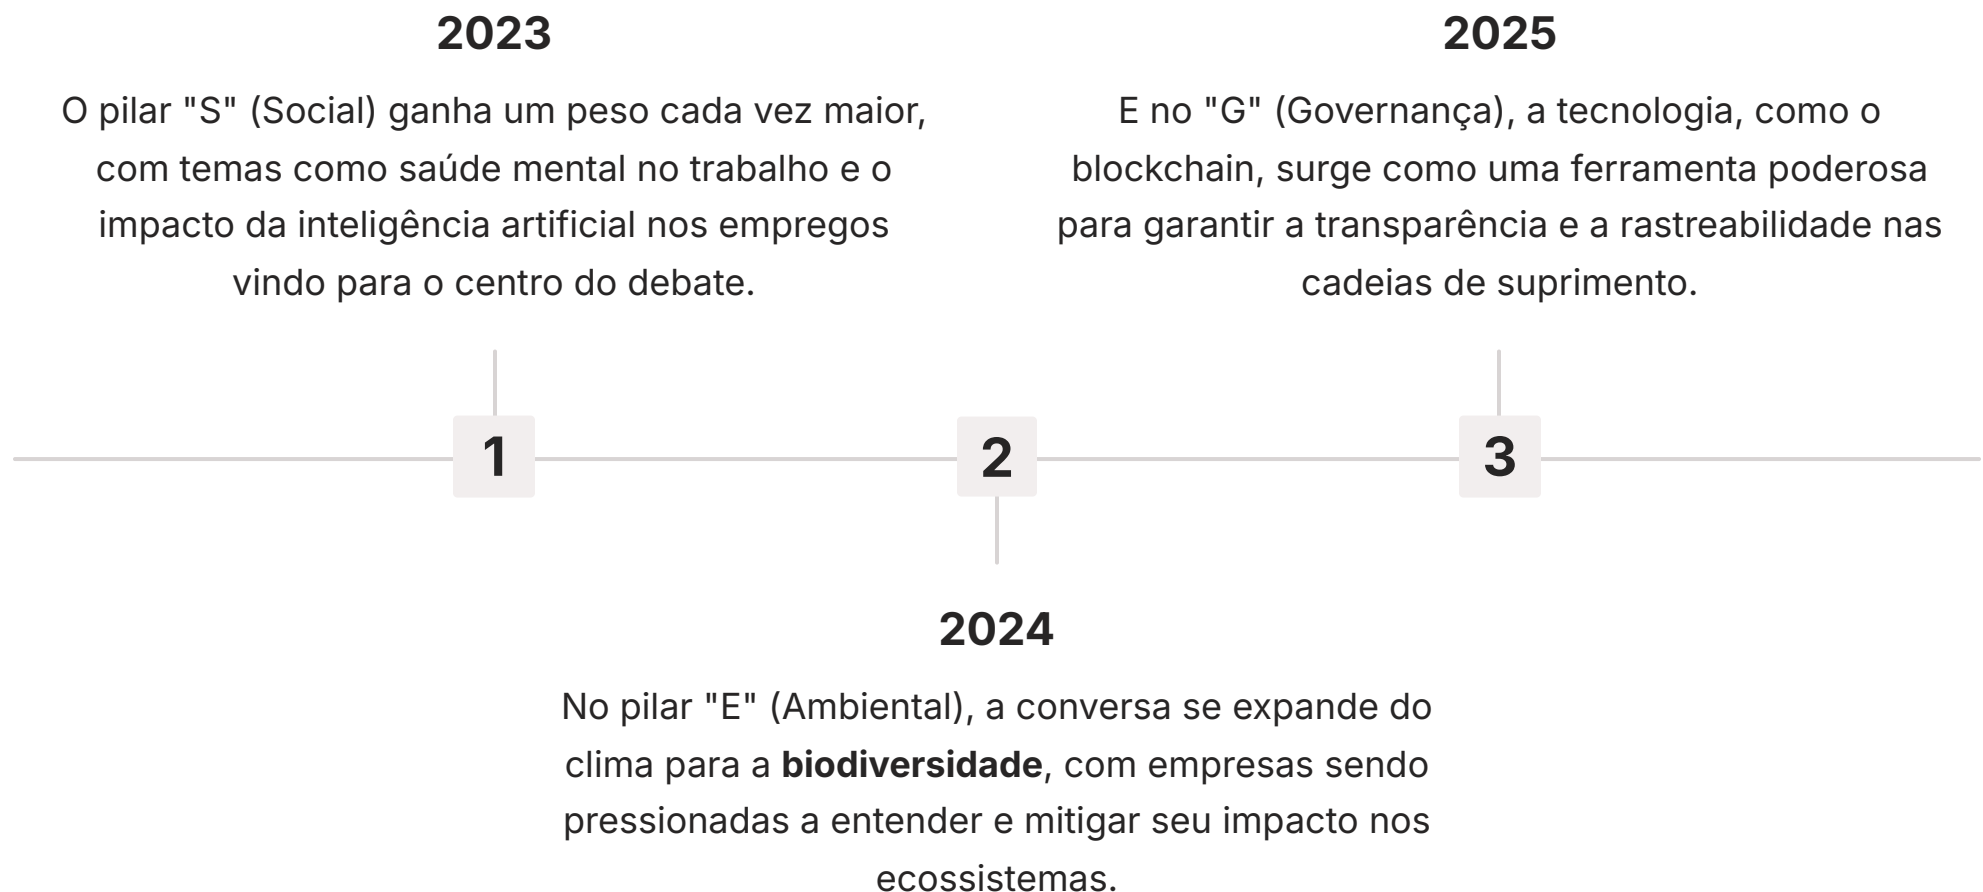 2023
O pilar "S" (Social) ganha um peso cada vez maior,
com temas como saúde mental no trabalho e o
impacto da inteligência artificial nos empregos
vindo para o centro do debate.
2025
E no "G" (Governança), a tecnologia, como o
blockchain, surge como uma ferramenta poderosa
para garantir a transparência e a rastreabilidade nas
cadeias de suprimento.
1
2
3
2024
No pilar "E" (Ambiental), a conversa se expande do
clima para a biodiversidade, com empresas sendo
pressionadas a entender e mitigar seu impacto nos
ecossistemas.